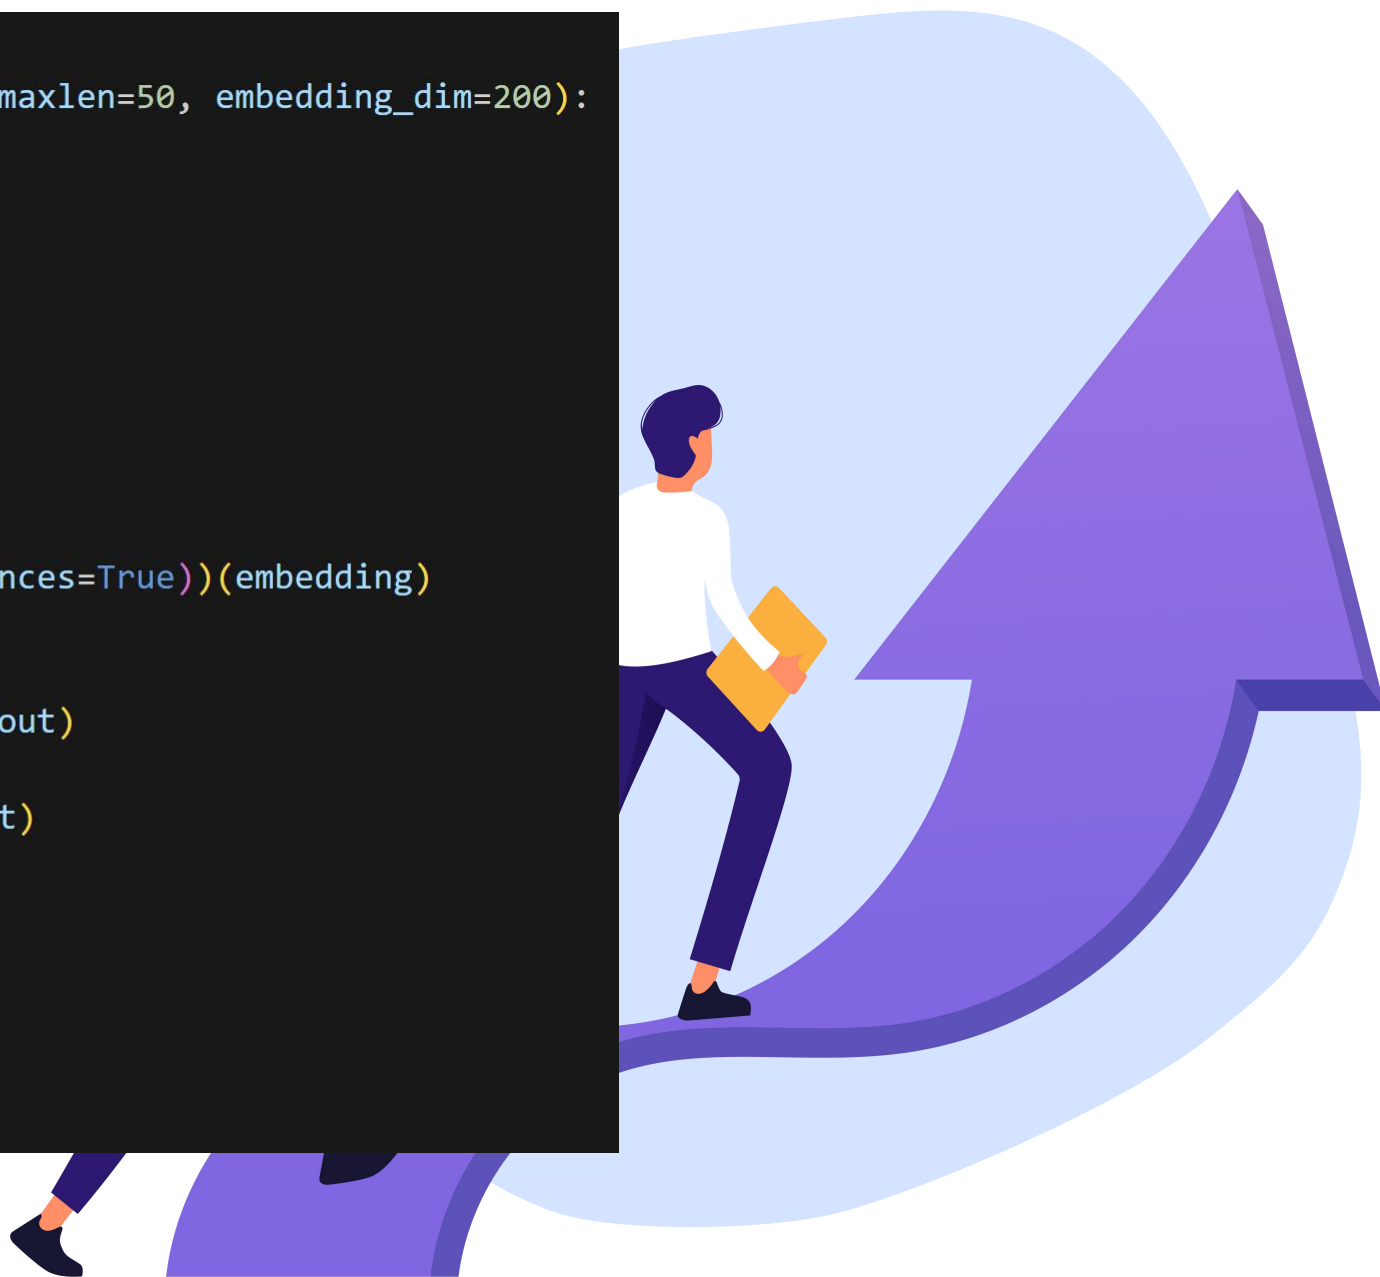 maxlen=50, embedding_dim=200):
nces=True))(embedding)
out)
t)